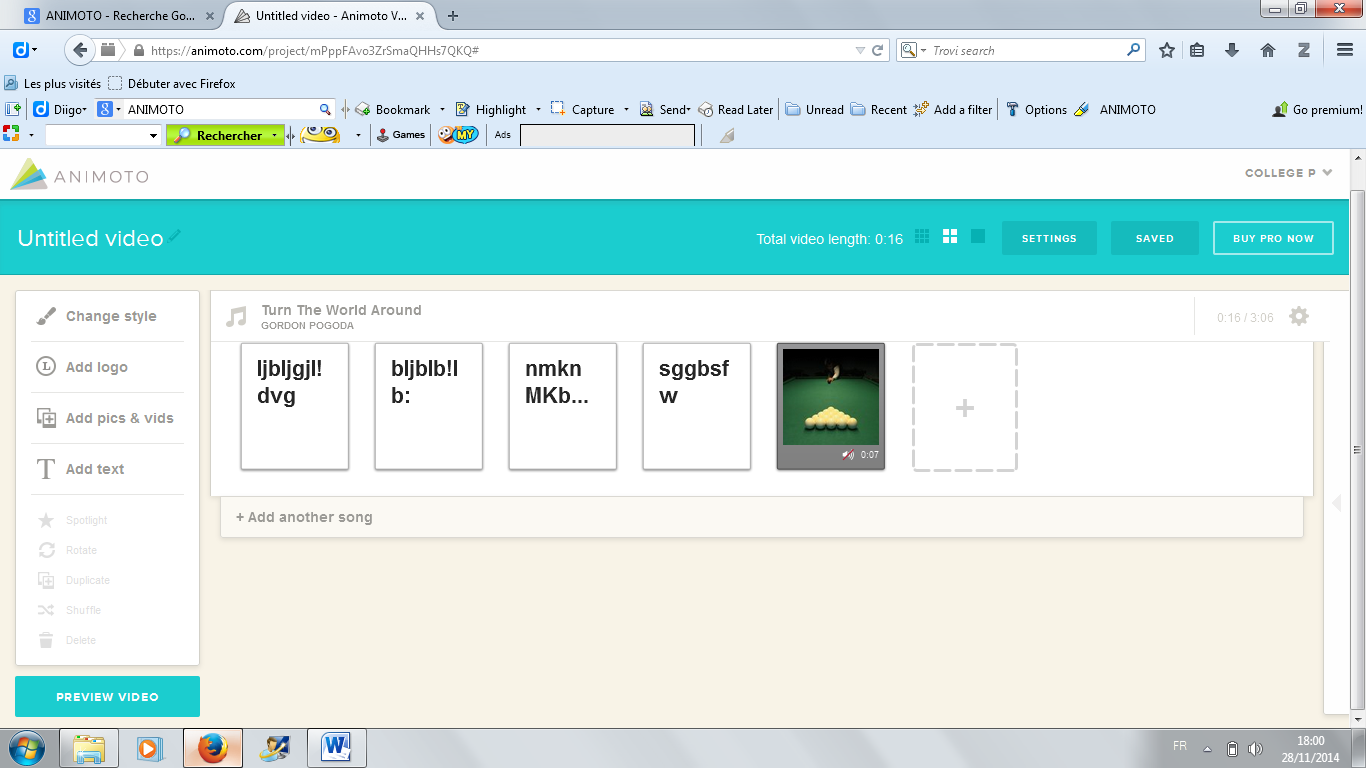 ANIMOTO - Recherche Go...
Untitled video - Animoto V...
https://animoto.com/project/mPppFAvo3ZrSmaQHHs7QKQ#
Trovi search
Les plus visités
Débuter avec Firefox
Diigo
ANIMOTO
Bookmark
Highlight
Capture
Send
Read Later
Unread
Recent
Add a filter
Options
ANIMOTO
Go premium!
Rechercher
Games
MY
Ads
ANIMOTO
COLLEGE P
Untitled video
Total video length: 0:16
SETTINGS
SAVED
BUY PRO NOW
Change style
Add logo
Add pics & vids
Add text
Spotlight
Rotate
Duplicate
Shuffle
Delete
PREVIEW VIDEO
Turn The World Around
GORDON POGODA
0:16 / 3:06
ljbljgjl!
dvg
bljblb!l
b:
nmkn
MKb...
sggbsf
w
0:07
+ Add another song
FR
18:00
28/11/2014